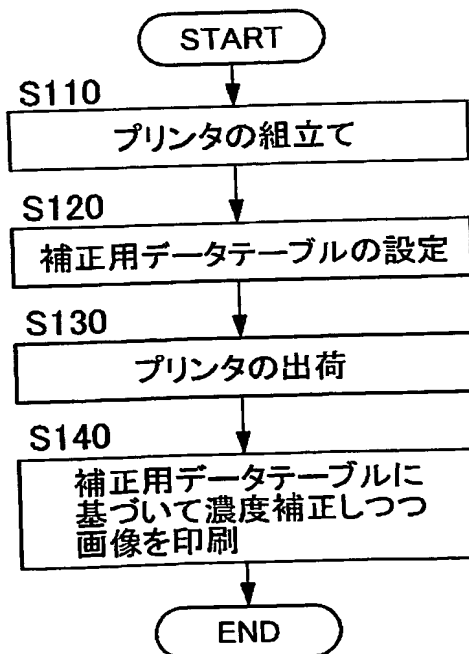 START
S110
プリンタの組立て
S120
補正用データテーブルの設定
S130
プリンタの出荷
S140
補正用データテーブルに
基づいて濃度補正しつつ
画像を印刷
END